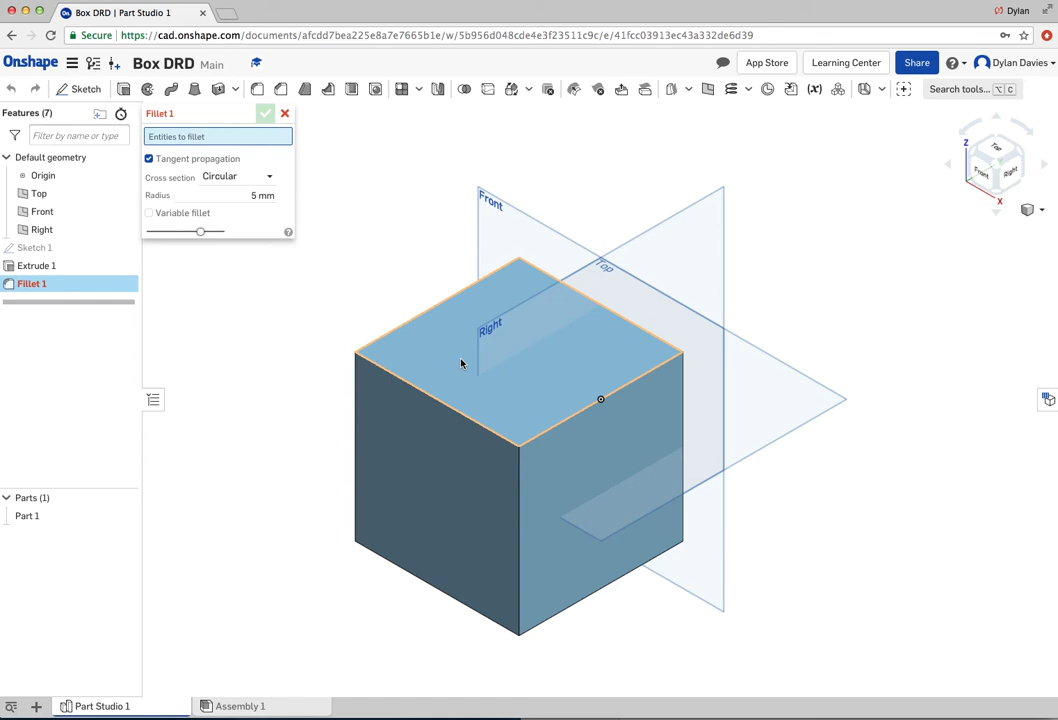 Box DRD | Part Studio 1
Dylan
Secure https://cad.onshape.com/documents/afcdd7bea225e8a7e7665b1e/w/5b956d048cde4e3f23511c9c/e/41fcc03913ec43a332de6d39
Onshape Box DRD Main App Store Learning Center Share Dylan Davies
Sketch Search tools... ⌥ C
Features (7)
Filter by name or type
Default geometry
Origin
Top
Front
Right
Sketch 1
Extrude 1
Fillet 1
Parts (1)
Part 1
Fillet 1
Entities to fillet
Tangent propagation
Cross section Circular
Radius 5 mm
Variable fillet
Front
Top
Right
Z
Top
Front Right
X
Part Studio 1 Assembly 1